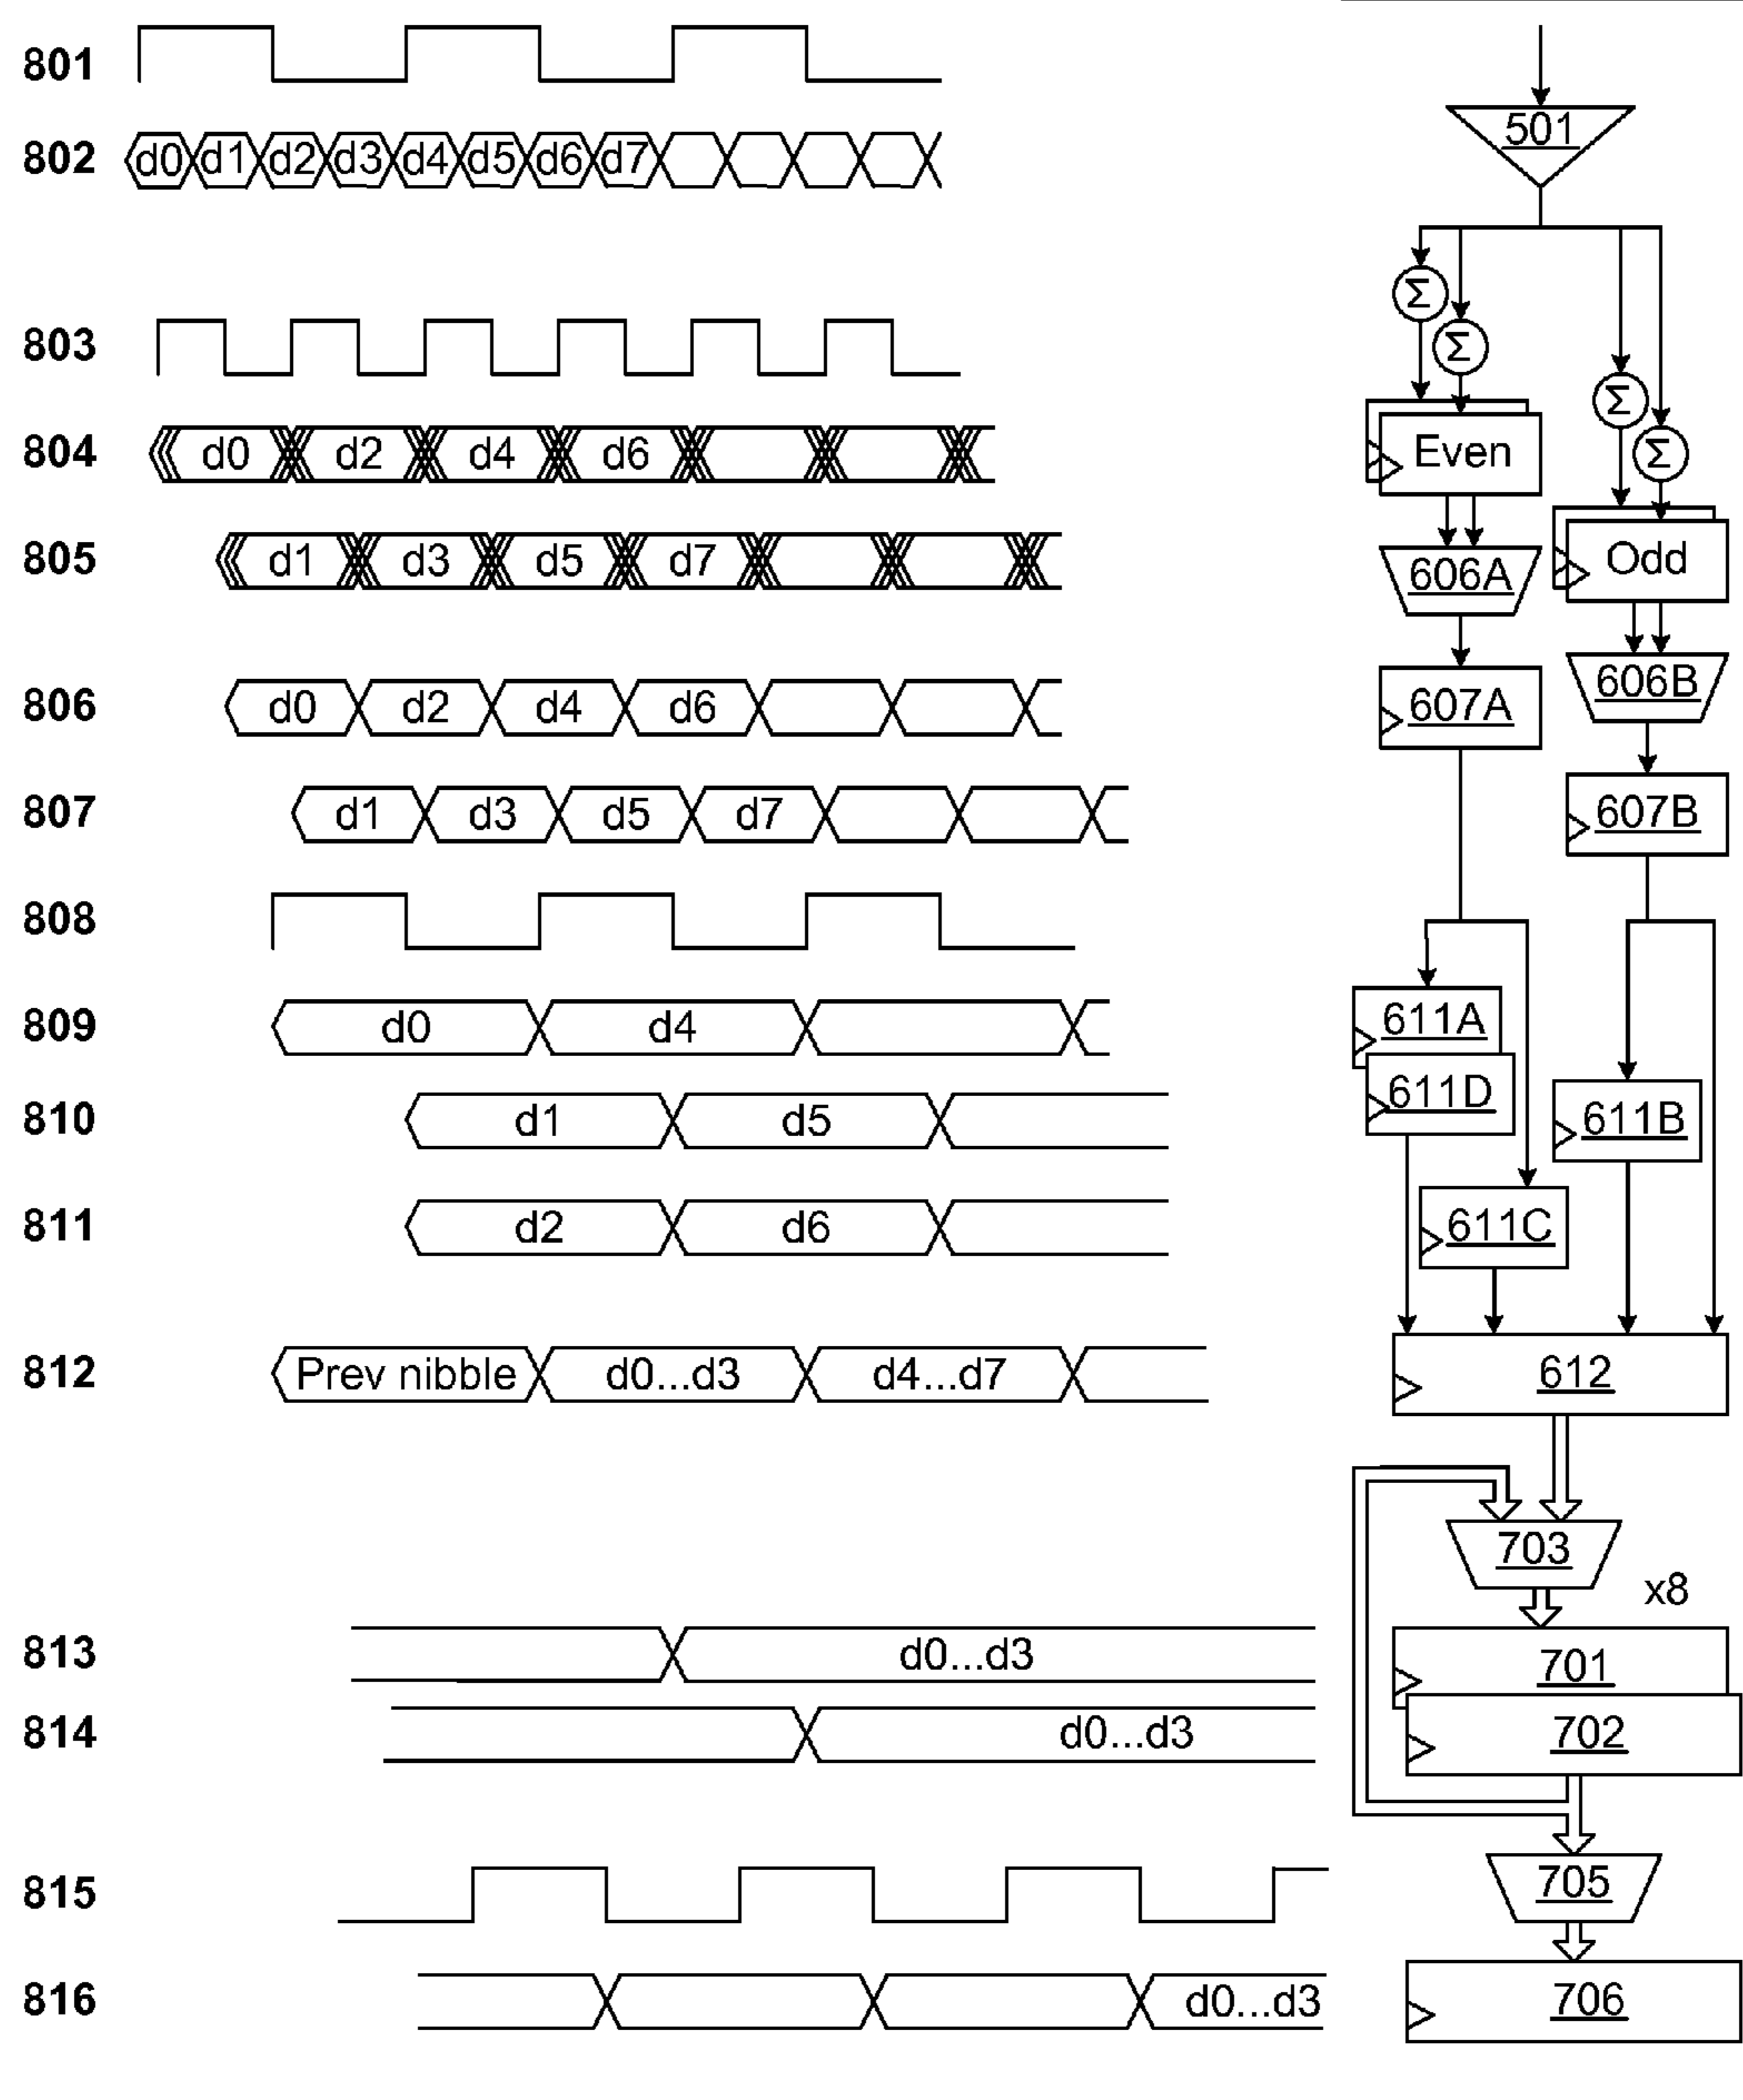 801
802 d0 d1 d2 d3 d4 d5 d6 d7
501
Σ
Σ
803
Σ
804 d0 d2 d4 d6
Even
Σ
805 d1 d3 d5 d7
Odd
606A
806 d0 d2 d4 d6
606B
607A
807 d1 d3 d5 d7
607B
808
809 d0 d4
611A
611D
810 d1 d5
611B
811 d2 d6
611C
812 Prev nibble d0...d3 d4...d7
612
703
x8
813 d0...d3
701
814 d0...d3
702
815
705
816 d0...d3
706